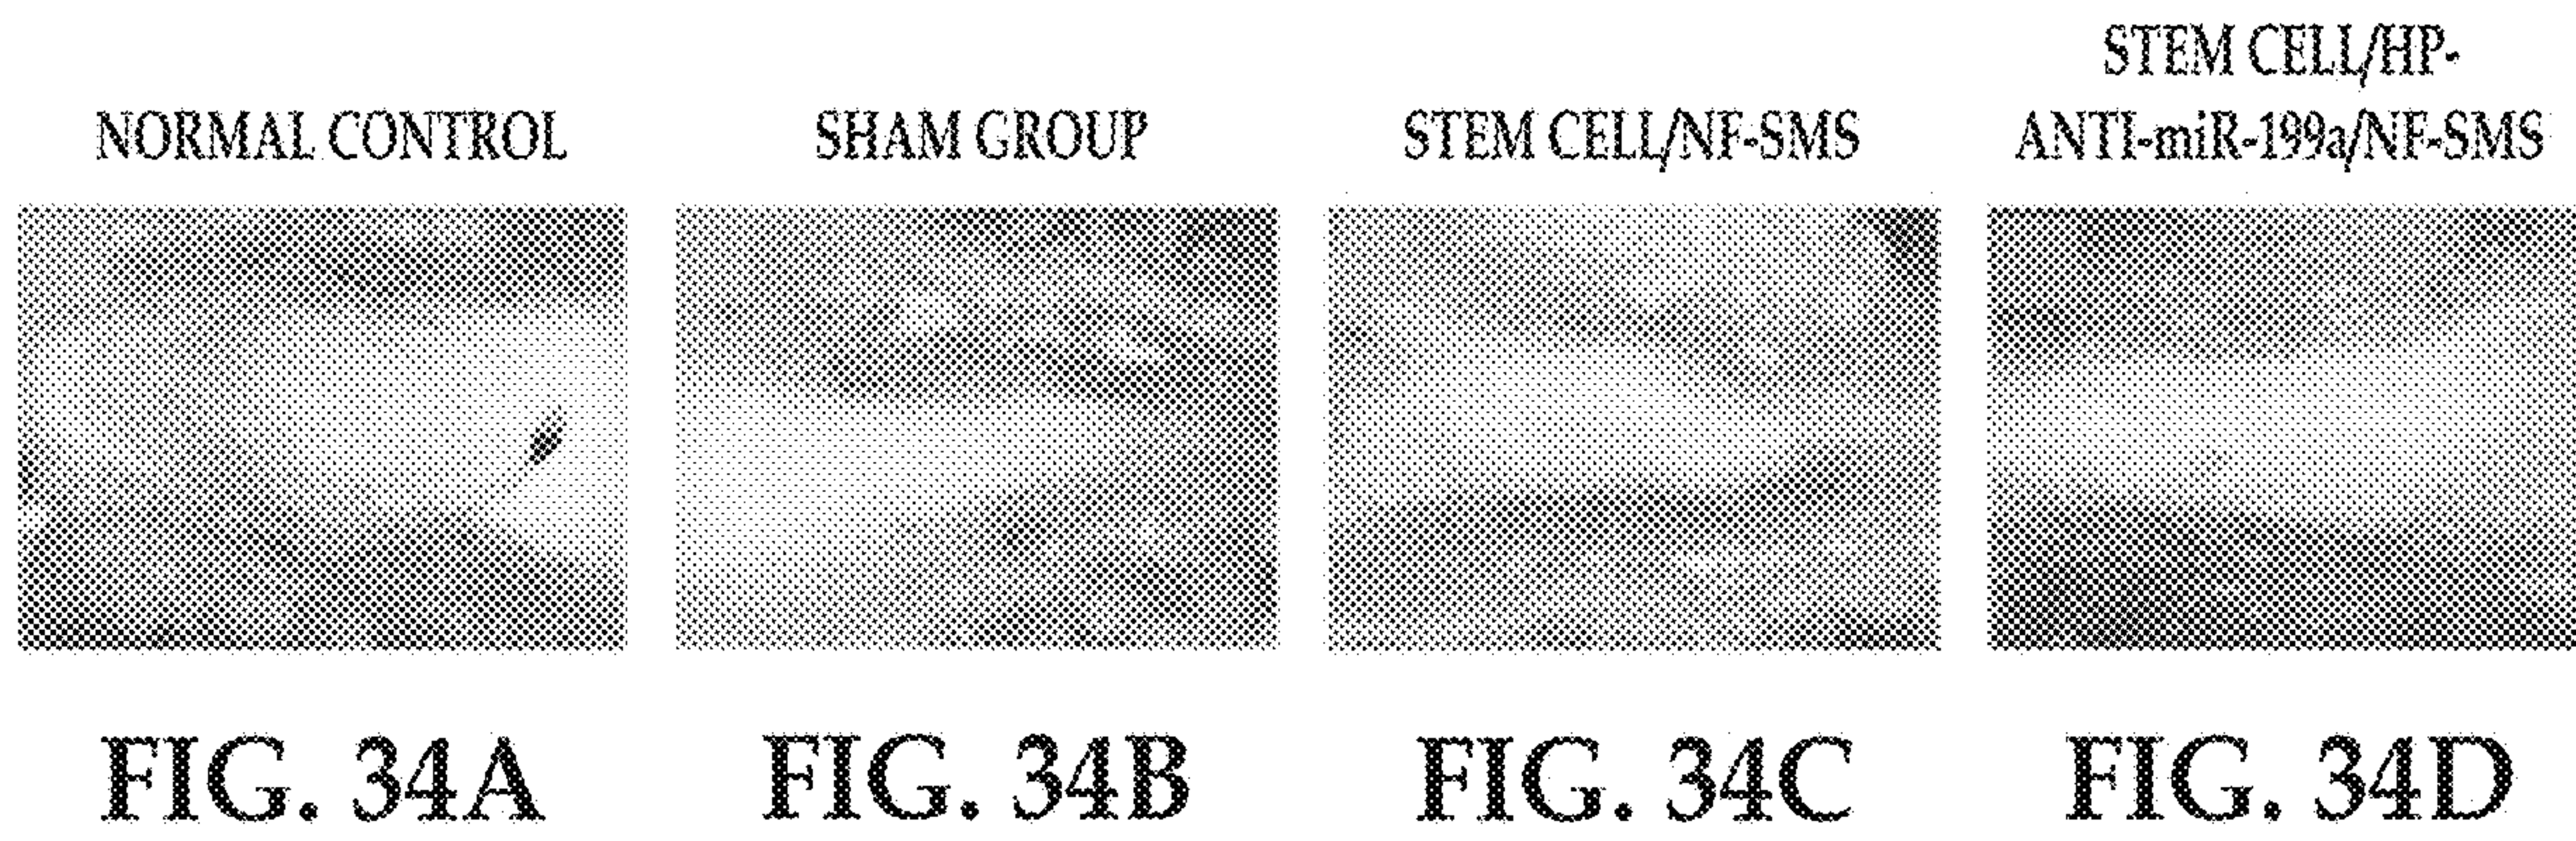 NORMAL CONTROL
SHAM GROUP
STEM CELL/NF-SMS
STEM CELL/HP-
ANTI-miR-199a/NF-SMS
FIG. 34A
FIG. 34B
FIG. 34C
FIG. 34D